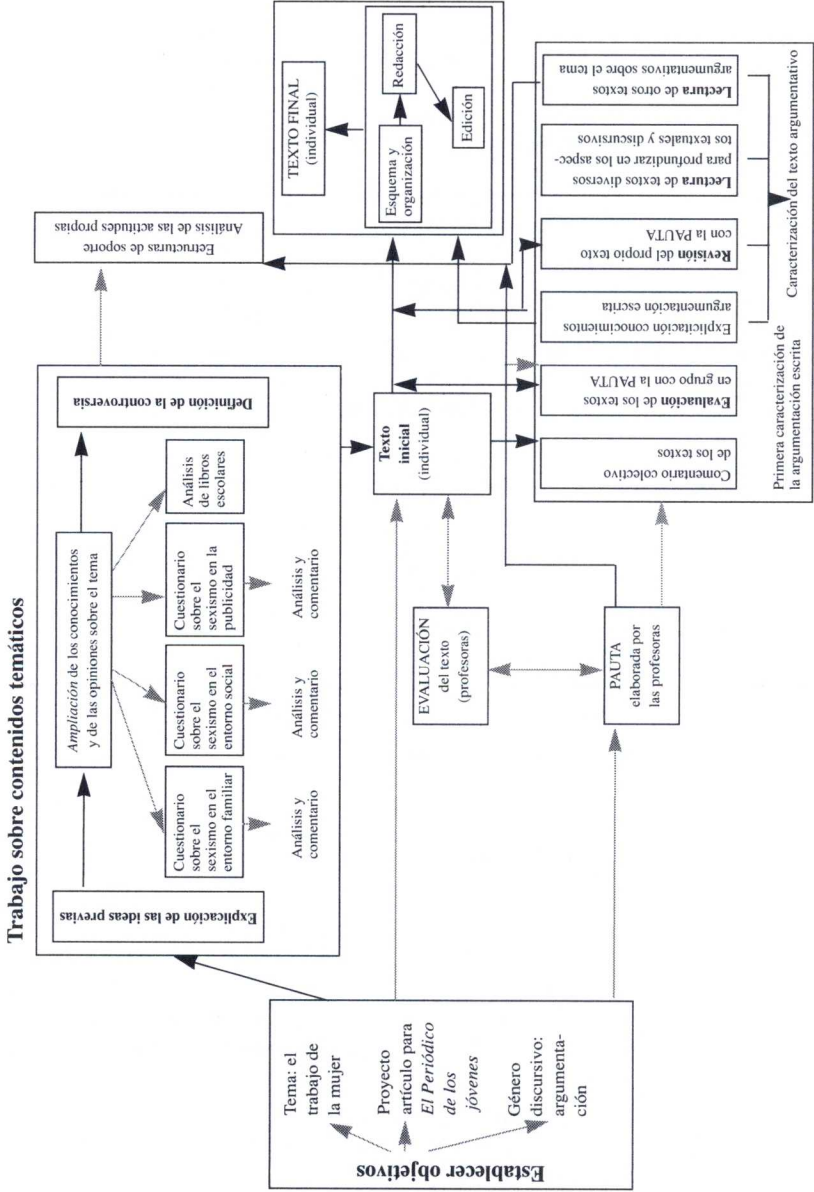 Trabajo sobre contenidos temáticos
Establecer objetivos
Tema: el
trabajo de
la mujer
Proyecto
artículo para
El Periódico
de los
jóvenes
Género
discursivo:
argumenta-
ción
Explicación de las ideas previas
Ampliación de los conocimientos
y de las opiniones sobre el tema
Definición de la controversia
Cuestionario
sobre el
sexismo en el
entorno familiar
Cuestionario
sobre el
sexismo en el
entorno social
Cuestionario
sobre el
sexismo en la
publicidad
Análisis
de libros
escolares
Análisis y
comentario
Análisis y
comentario
Análisis y
comentario
Estructuras de soporte
Análisis de las actitudes propias
EVALUACIÓN
del texto
(profesoras)
Texto
inicial
(individual)
TEXTO FINAL
(individual)
Esquema y
organización
Redacción
Edición
PAUTA
elaborada por
las profesoras
Comentario colectivo
de los textos
Evaluación de los textos
en grupo con la PAUTA
Explicitación conocimientos
argumentación escrita
Revisión del propio texto
con la PAUTA
Lectura de textos diversos
para profundizar en los aspec-
tos textuales y discursivos
Lectura de otros textos
argumentativos sobre el tema
Primera caracterización de
la argumentación escrita
Caracterización del texto argumentativo